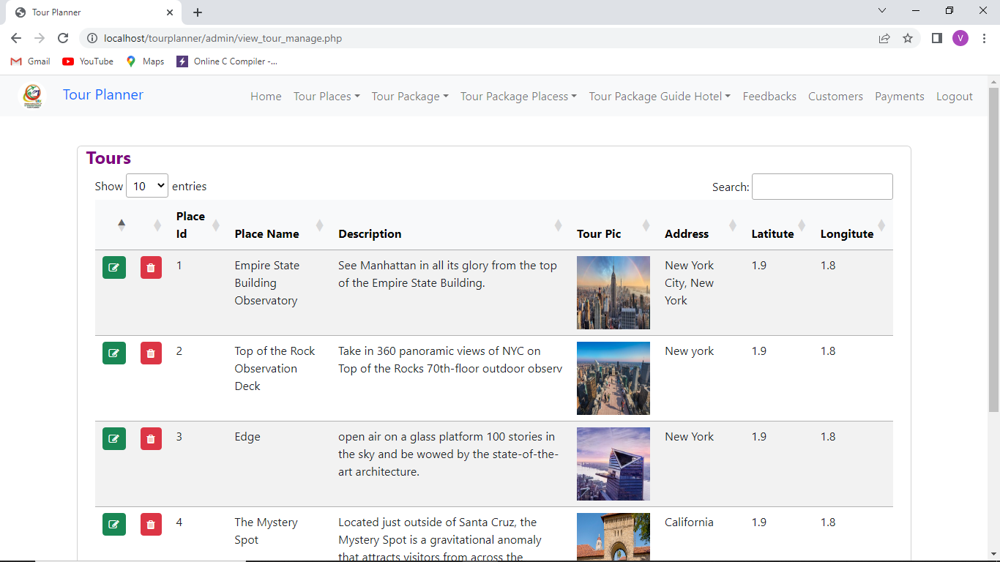 Tour Planner
localhost/tourplanner/admin/view_tour_manage.php
V
Gmail YouTube Maps Online C Compiler -...
Tour Planner Home Tour Places Tour Package Tour Package Placess Tour Package Guide Hotel Feedbacks Customers Payments Logout
Tours
Show 10 entries Search:
Place
Id Place Name Description Tour Pic Address Latitute Longitute
1 Empire State See Manhattan in all its glory from the top New York 1.9 1.8
Building of the Empire State Building. City, New
Observatory York
2 Top of the Rock Take in 360 panoramic views of NYC on New york 1.9 1.8
Observation Top of the Rocks 70th-floor outdoor observ
Deck
3 Edge open air on a glass platform 100 stories in New York 1.9 1.8
the sky and be wowed by the state-of-the-
art architecture.
4 The Mystery Located just outside of Santa Cruz, the California 1.9 1.8
Spot Mystery Spot is a gravitational anomaly
that attracts visitors from across the